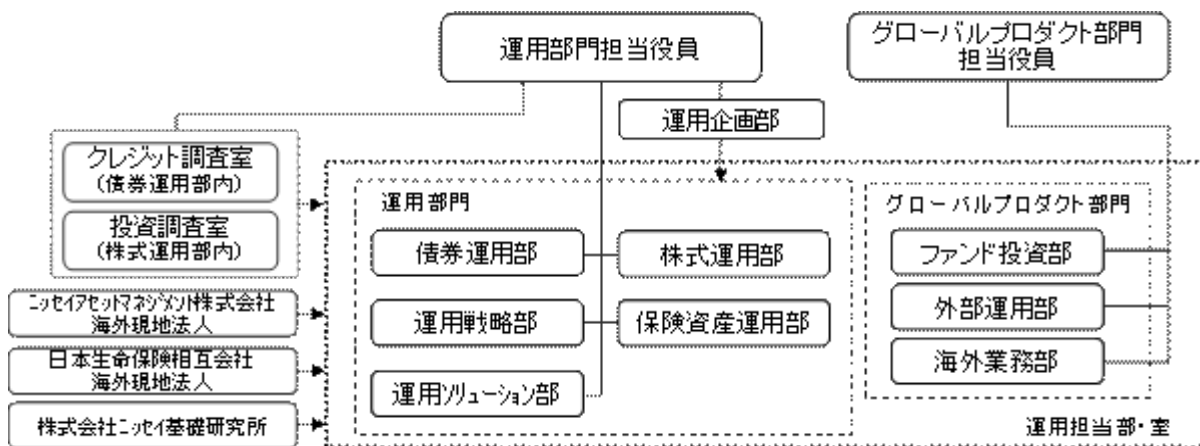 運用部門担当役員
グローバルプロダクト部門
担当役員
運用企画部
クレジット調査室
(債券運用部内)
投資調査室
(株式運用部内)
ニッセイアセットマネジメント株式会社
海外現地法人
日本生命保険相互会社
海外現地法人
株式会社ニッセイ基礎研究所
運用部門
債券運用部
株式運用部
運用戦略部
保険資産運用部
運用ソリューション部
グローバルプロダクト部門
ファンド投資部
外部運用部
海外業務部
運用担当部・室